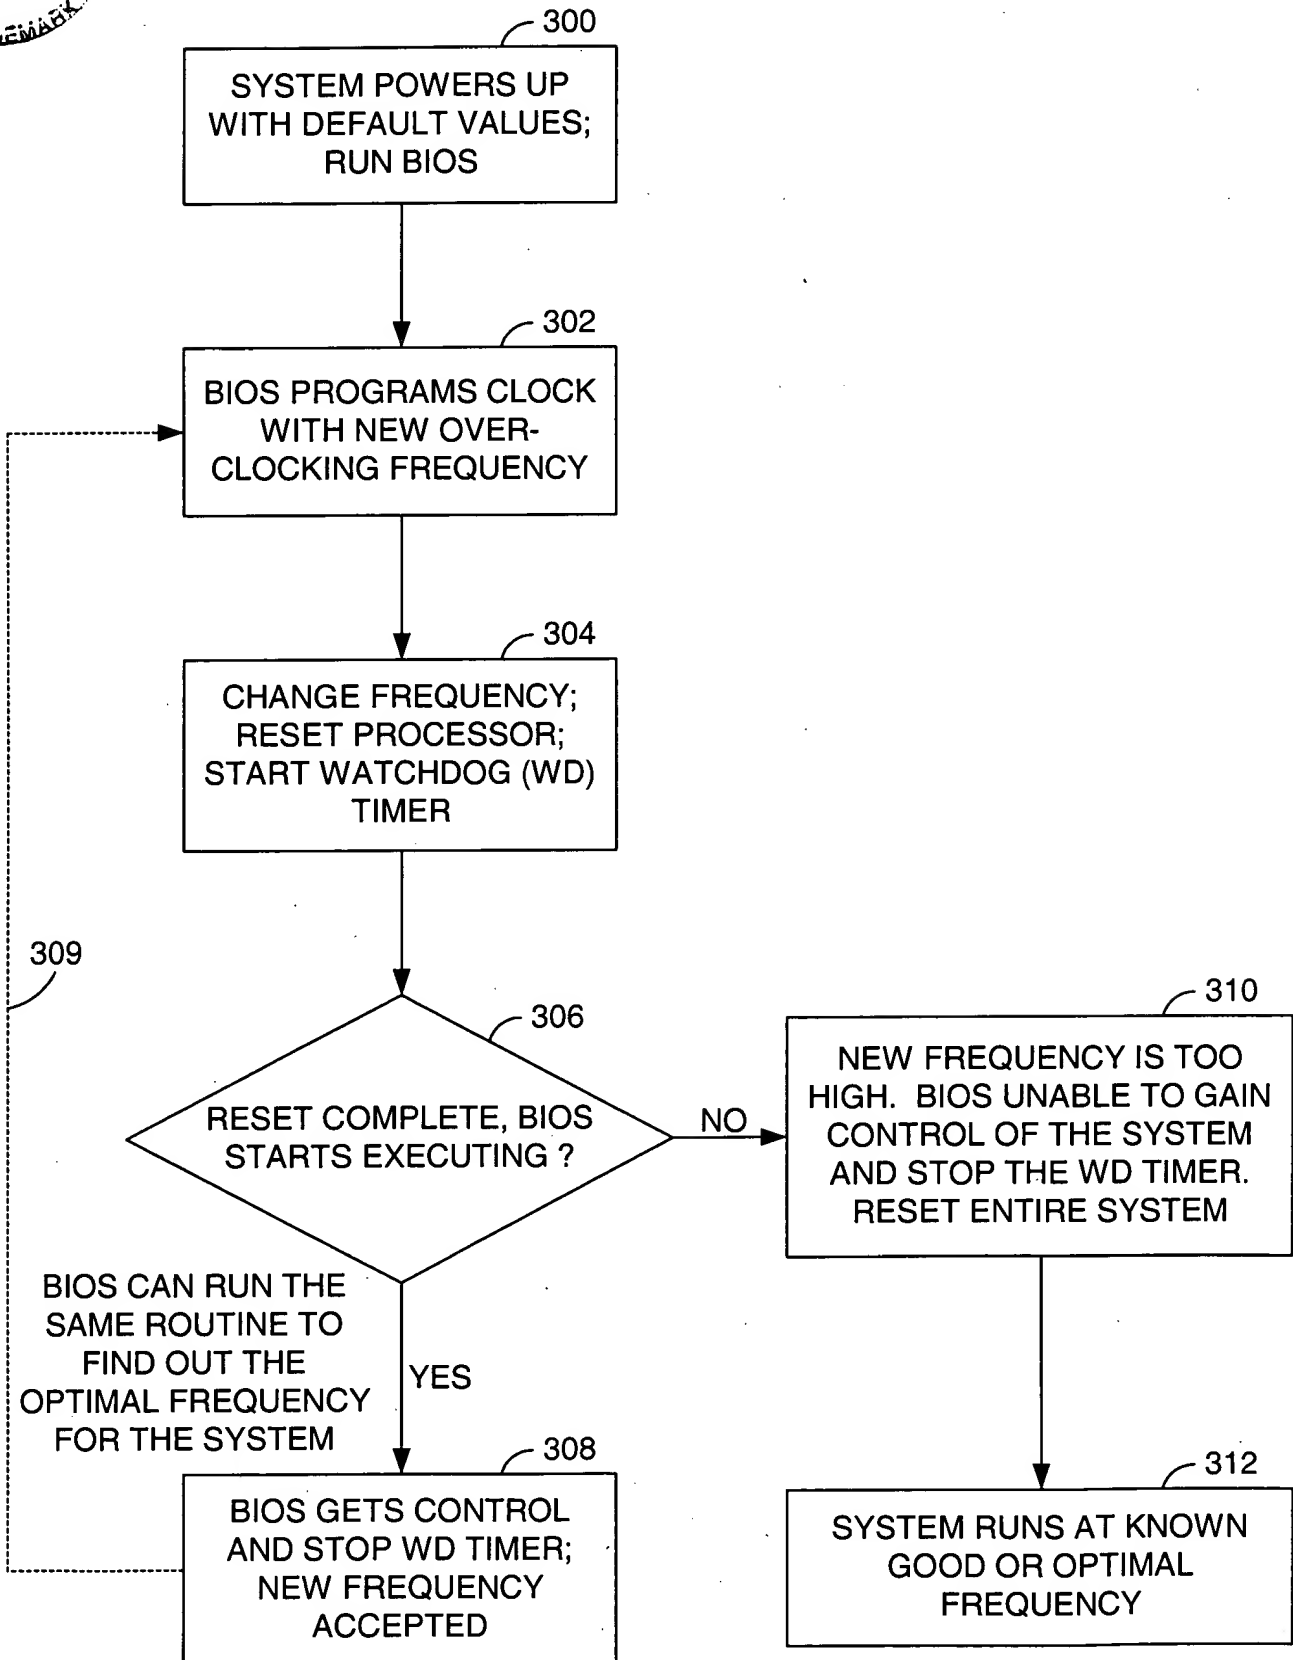 300
SYSTEM POWERS UP
WITH DEFAULT VALUES;
RUN BIOS
302
BIOS PROGRAMS CLOCK
WITH NEW OVER-
CLOCKING FREQUENCY
304
CHANGE FREQUENCY;
RESET PROCESSOR;
START WATCHDOG (WD)
TIMER
309
306
RESET COMPLETE, BIOS
STARTS EXECUTING ?
NO
310
NEW FREQUENCY IS TOO
HIGH. BIOS UNABLE TO GAIN
CONTROL OF THE SYSTEM
AND STOP THE WD TIMER.
RESET ENTIRE SYSTEM
BIOS CAN RUN THE
SAME ROUTINE TO
FIND OUT THE
OPTIMAL FREQUENCY
FOR THE SYSTEM
YES
308
BIOS GETS CONTROL
AND STOP WD TIMER;
NEW FREQUENCY
ACCEPTED
312
SYSTEM RUNS AT KNOWN
GOOD OR OPTIMAL
FREQUENCY